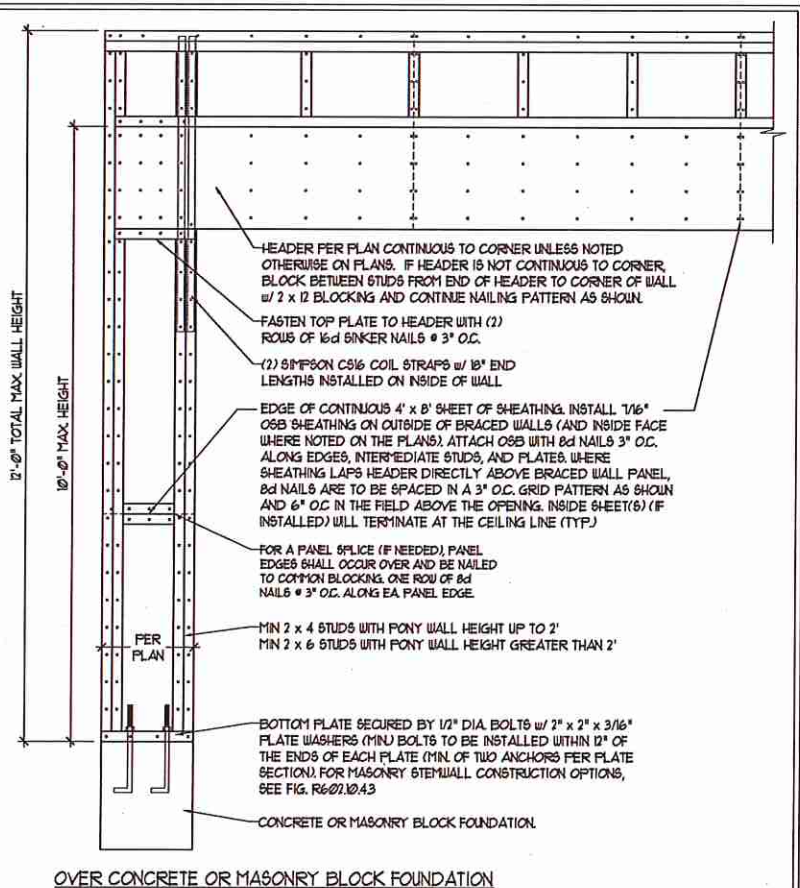 12'-0" TOTAL MAX. WALL HEIGHT
10'-0" MAX. HEIGHT
HEADER PER PLAN CONTINUOUS TO CORNER UNLESS NOTED
OTHERWISE ON PLANS. IF HEADER IS NOT CONTINUOUS TO CORNER,
BLOCK BETWEEN STUDS FROM END OF HEADER TO CORNER OF WALL
w/ 2 x 12 BLOCKING AND CONTINUE NAILING PATTERN AS SHOWN.
FASTEN TOP PLATE TO HEADER WITH (2)
ROWS OF 16d SINKER NAILS @ 3" O.C.
(2) SIMPSON CS16 COIL STRAPS w/ 18" END
LENGTHS INSTALLED ON INSIDE OF WALL
EDGE OF CONTINUOUS 4' x 8' SHEET OF SHEATHING. INSTALL 7/16"
OSB SHEATHING ON OUTSIDE OF BRACED WALLS (AND INSIDE FACE
WHERE NOTED ON THE PLANS). ATTACH OSB WITH 8d NAILS 3" O.C.
ALONG EDGES, INTERMEDIATE STUDS, AND PLATES. WHERE
SHEATHING LAPS HEADER DIRECTLY ABOVE BRACED WALL PANEL,
8d NAILS ARE TO BE SPACED IN A 3" O.C. GRID PATTERN AS SHOWN
AND 6" O.C. IN THE FIELD ABOVE THE OPENING. INSIDE SHEET(S) (IF
INSTALLED) WILL TERMINATE AT THE CEILING LINE (TYP.)
FOR A PANEL SPLICE (IF NEEDED), PANEL
EDGES SHALL OCCUR OVER AND BE NAILED
TO COMMON BLOCKING. ONE ROW OF 8d
NAILS @ 3" O.C. ALONG EA. PANEL EDGE.
PER
PLAN
MIN 2 x 4 STUDS WITH PONY WALL HEIGHT UP TO 2'
MIN 2 x 6 STUDS WITH PONY WALL HEIGHT GREATER THAN 2'
BOTTOM PLATE SECURED BY 1/2" DIA. BOLTS w/ 2" x 2" x 3/16"
PLATE WASHERS (MIN.) BOLTS TO BE INSTALLED WITHIN 12" OF
THE ENDS OF EACH PLATE (MIN. OF TWO ANCHORS PER PLATE
SECTION). FOR MASONRY STEMWALL CONSTRUCTION OPTIONS,
SEE FIG. R602.10.4.3
CONCRETE OR MASONRY BLOCK FOUNDATION.
OVER CONCRETE OR MASONRY BLOCK FOUNDATION